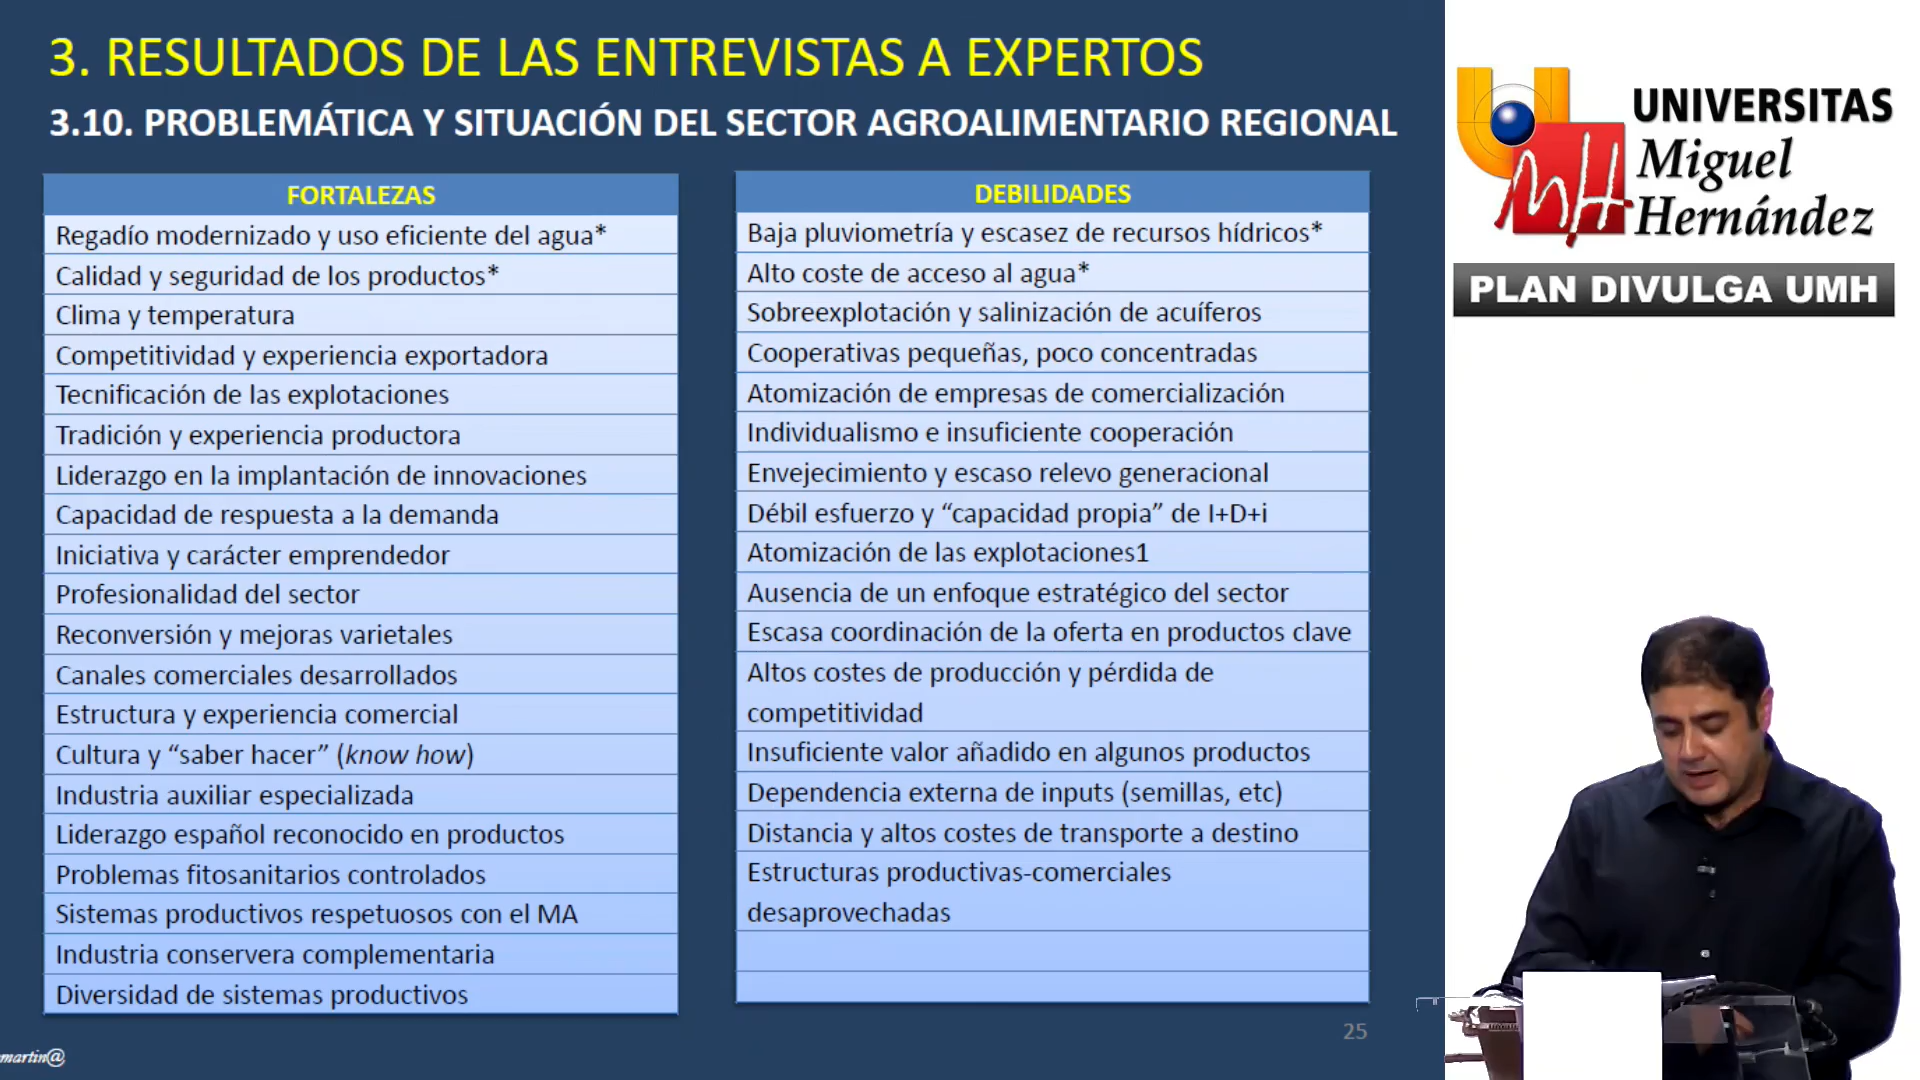 3. RESULTADOS DE LAS ENTREVISTAS A EXPERTOS
3.10. PROBLEMÁTICA Y SITUACIÓN DEL SECTOR AGROALIMENTARIO REGIONAL
FORTALEZAS
Regadío modernizado y uso eficiente del agua*
Calidad y seguridad de los productos*
Clima y temperatura
Competitividad y experiencia exportadora
Tecnificación de las explotaciones
Tradición y experiencia productora
Liderazgo en la implantación de innovaciones
Capacidad de respuesta a la demanda
Iniciativa y carácter emprendedor
Profesionalidad del sector
Reconversión y mejoras varietales
Canales comerciales desarrollados
Estructura y experiencia comercial
Cultura y “saber hacer” (know how)
Industria auxiliar especializada
Liderazgo español reconocido en productos
Problemas fitosanitarios controlados
Sistemas productivos respetuosos con el MA
Industria conservera complementaria
Diversidad de sistemas productivos
DEBILIDADES
Baja pluviometría y escasez de recursos hídricos*
Alto coste de acceso al agua*
Sobreexplotación y salinización de acuíferos
Cooperativas pequeñas, poco concentradas
Atomización de empresas de comercialización
Individualismo e insuficiente cooperación
Envejecimiento y escaso relevo generacional
Débil esfuerzo y “capacidad propia” de I+D+i
Atomización de las explotaciones1
Ausencia de un enfoque estratégico del sector
Escasa coordinación de la oferta en productos clave
Altos costes de producción y pérdida de
competitividad
Insuficiente valor añadido en algunos productos
Dependencia externa de inputs (semillas, etc)
Distancia y altos costes de transporte a destino
Estructuras productivas-comerciales
desaprovechadas
25
martin@
UMH
UNIVERSITAS
Miguel
Hernández
PLAN DIVULGA UMH